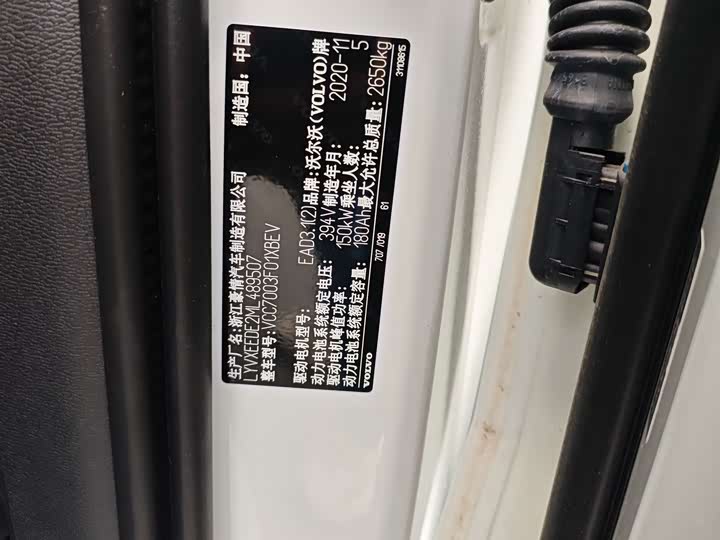 生产厂名:浙江豪情汽车制造有限公司 制造国: 中国
LYVXEEDE2ML489507
整车型号:VCC7003F01XBEV
驱动电机型号: EAD3.1(2) 品牌: 沃尔沃(VOLVO)牌
动力电池系统额定电压: 394V 制造年月: 2020-11
驱动电机峰值功率: 150kW 乘坐人数: 5
动力电池系统额定容量: 180Ah 最大允许总质量: 2650kg
VOLVO 707 /019 61 31108615